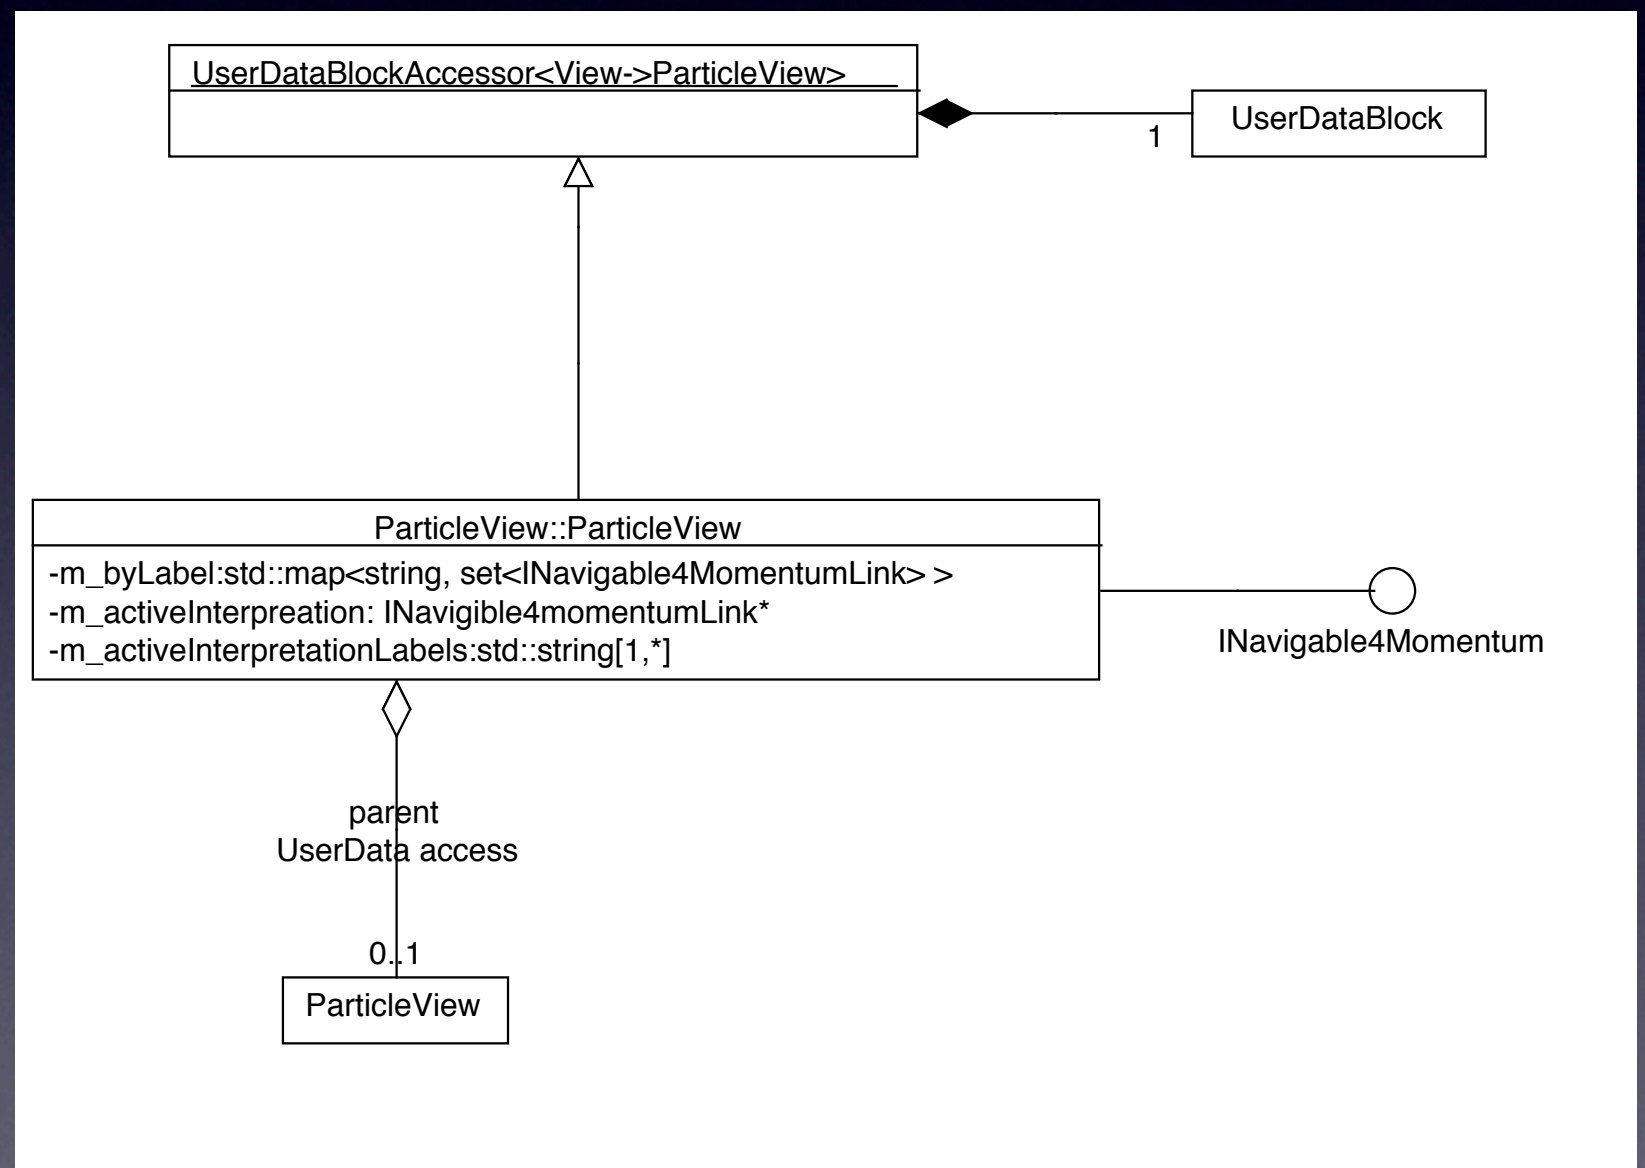 UserDataBlockAccessor<View->ParticleView>
UserDataBlock
1
ParticleView::ParticleView
-m_byLabel:std::map<string, set<INavigable4MomentumLink> >
-m_activeInterpreation: INavigible4momentumLink*
-m_activeInterpretationLabels:std::string[1,*]
INavigable4Momentum
parent
UserData access
0..1
ParticleView